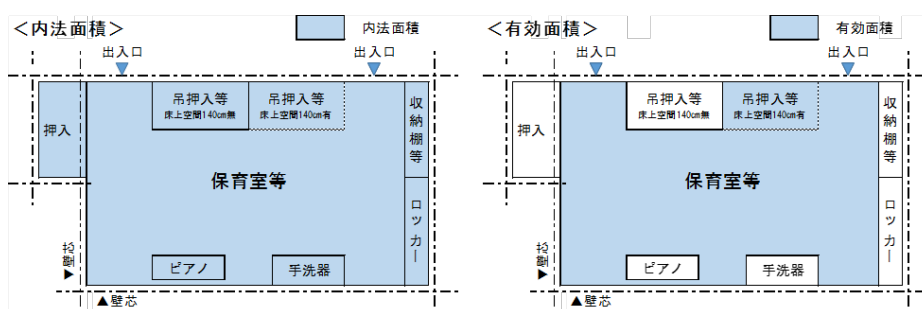 <内法面積>
内法面積
出入口
出入口
押入
吊押入等
床上空間140cm無
吊押入等
床上空間140cm有
収納棚等
保育室等
ロッカー
ピアノ
手洗器
▲壁芯
▲壁芯
<有効面積>
有効面積
出入口
出入口
押入
吊押入等
床上空間140cm無
吊押入等
床上空間140cm有
収納棚等
保育室等
ロッカー
ピアノ
手洗器
▲壁芯
▲壁芯